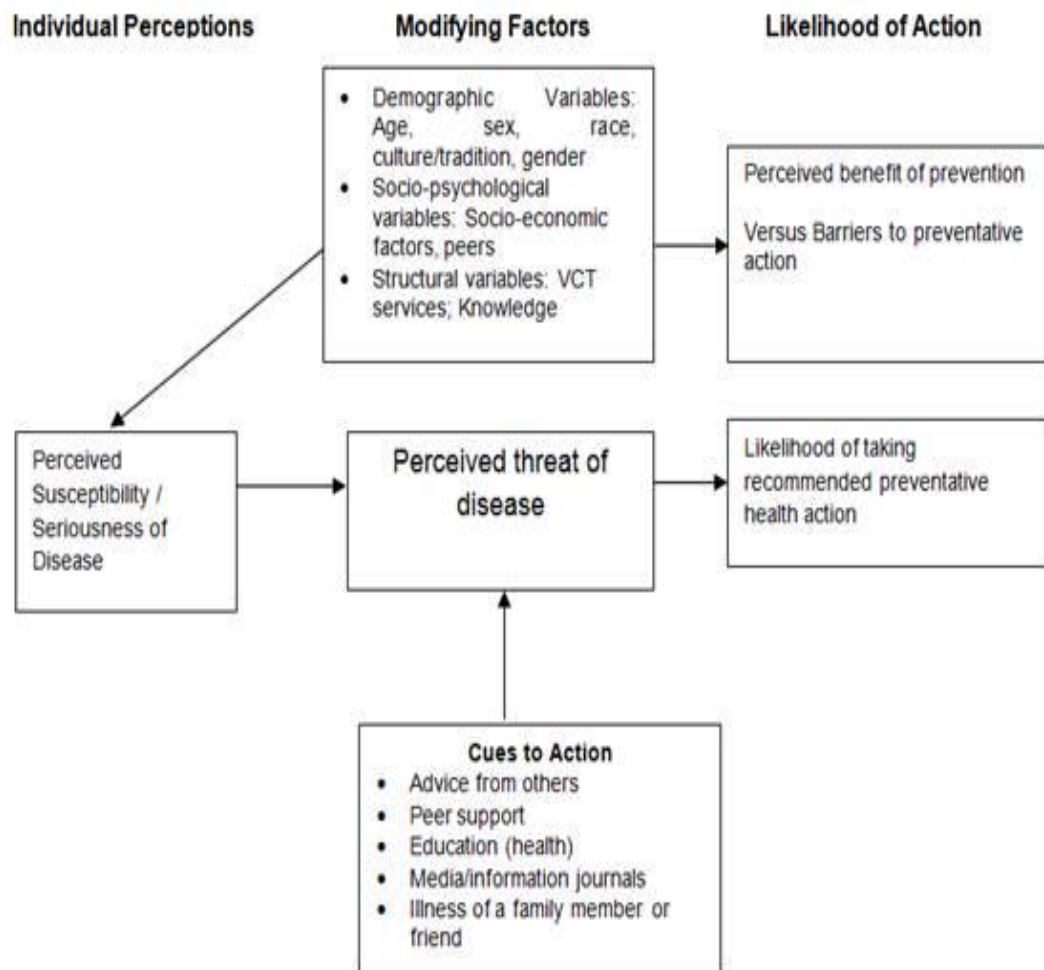 Individual Perceptions
Modifying Factors
Likelihood of Action
• Demographic Variables:
Age, sex, race,
culture/tradition, gender
• Socio-psychological
variables: Socio-economic
factors, peers
• Structural variables: VCT
services; Knowledge
Perceived benefit of prevention
Versus Barriers to preventative
action
Perceived
Susceptibility /
Seriousness of
Disease
Perceived threat of
disease
Likelihood of taking
recommended preventative
health action
Cues to Action
• Advice from others
• Peer support
• Education (health)
• Media/information journals
• Illness of a family member or
friend